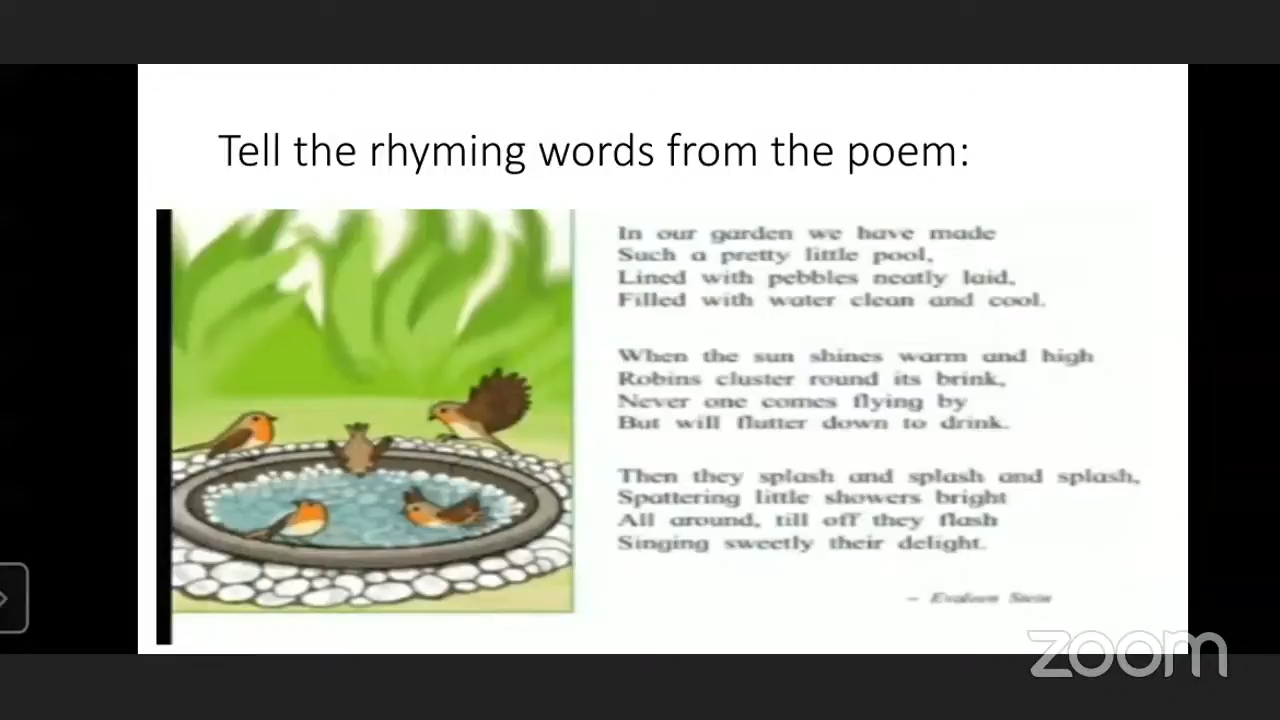 Tell the rhyming words from the poem:
In our garden we have made
Such a pretty little pool,
Lined with pebbles neatly laid,
Filled with water clean and cool.
When the sun shines warm and high
Robins cluster round its brink,
Never one comes flying by
But will flutter down to drink.
Then they splash and splash and splash,
Spattering little showers bright
All around, till off they flash
Singing sweetly their delight.
– Evaleen Stein
zoom